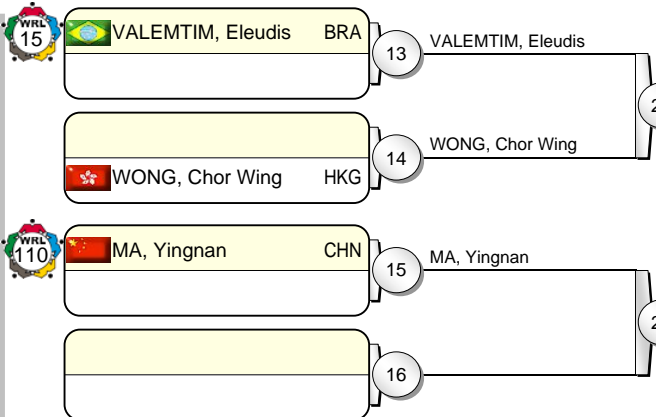 WRL
15
VALEMTIM, Eleudis BRA
13
VALEMTIM, Eleudis
WONG, Chor Wing HKG
14
WONG, Chor Wing
WRL
110
MA, Yingnan CHN
15
MA, Yingnan
16